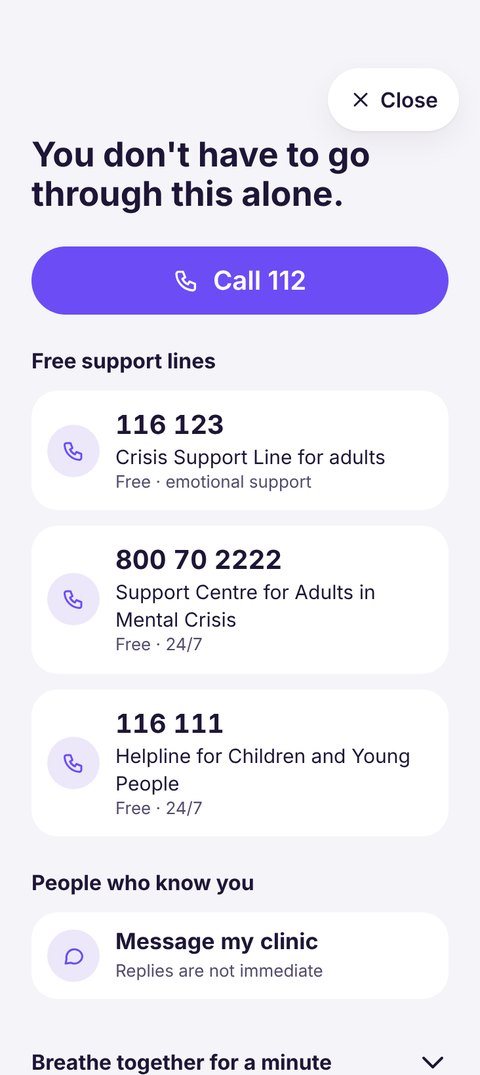 Close
You don't have to go
through this alone.
Call 112
Free support lines
116 123
Crisis Support Line for adults
Free · emotional support
800 70 2222
Support Centre for Adults in
Mental Crisis
Free · 24/7
116 111
Helpline for Children and Young
People
Free · 24/7
People who know you
Message my clinic
Replies are not immediate
Breathe together for a minute